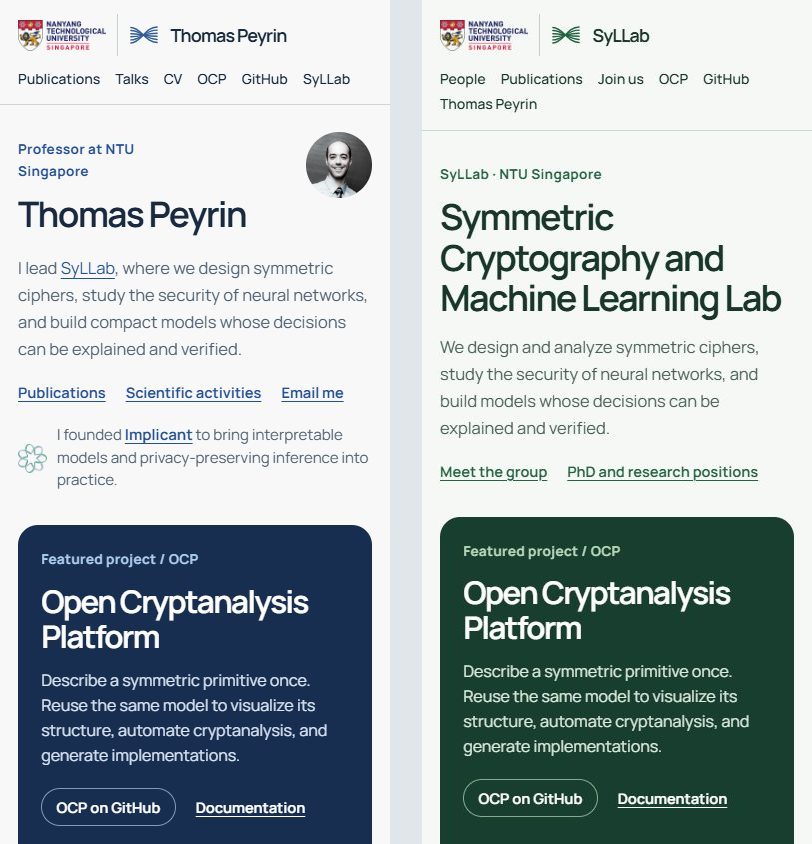 NANYANG
TECHNOLOGICAL
UNIVERSITY
SINGAPORE
Thomas Peyrin
Publications Talks CV OCP GitHub SyLLab
Professor at NTU
Singapore
Thomas Peyrin
I lead SyLLab, where we design symmetric
ciphers, study the security of neural networks,
and build compact models whose decisions
can be explained and verified.
Publications Scientific activities Email me
I founded Implicant to bring interpretable
models and privacy-preserving inference into
practice.
Featured project / OCP
Open Cryptanalysis
Platform
Describe a symmetric primitive once.
Reuse the same model to visualize its
structure, automate cryptanalysis, and
generate implementations.
OCP on GitHub Documentation
NANYANG
TECHNOLOGICAL
UNIVERSITY
SINGAPORE
SyLLab
People Publications Join us OCP GitHub
Thomas Peyrin
SyLLab · NTU Singapore
Symmetric
Cryptography and
Machine Learning Lab
We design and analyze symmetric ciphers,
study the security of neural networks, and
build models whose decisions can be
explained and verified.
Meet the group PhD and research positions
Featured project / OCP
Open Cryptanalysis
Platform
Describe a symmetric primitive once.
Reuse the same model to visualize its
structure, automate cryptanalysis, and
generate implementations.
OCP on GitHub Documentation